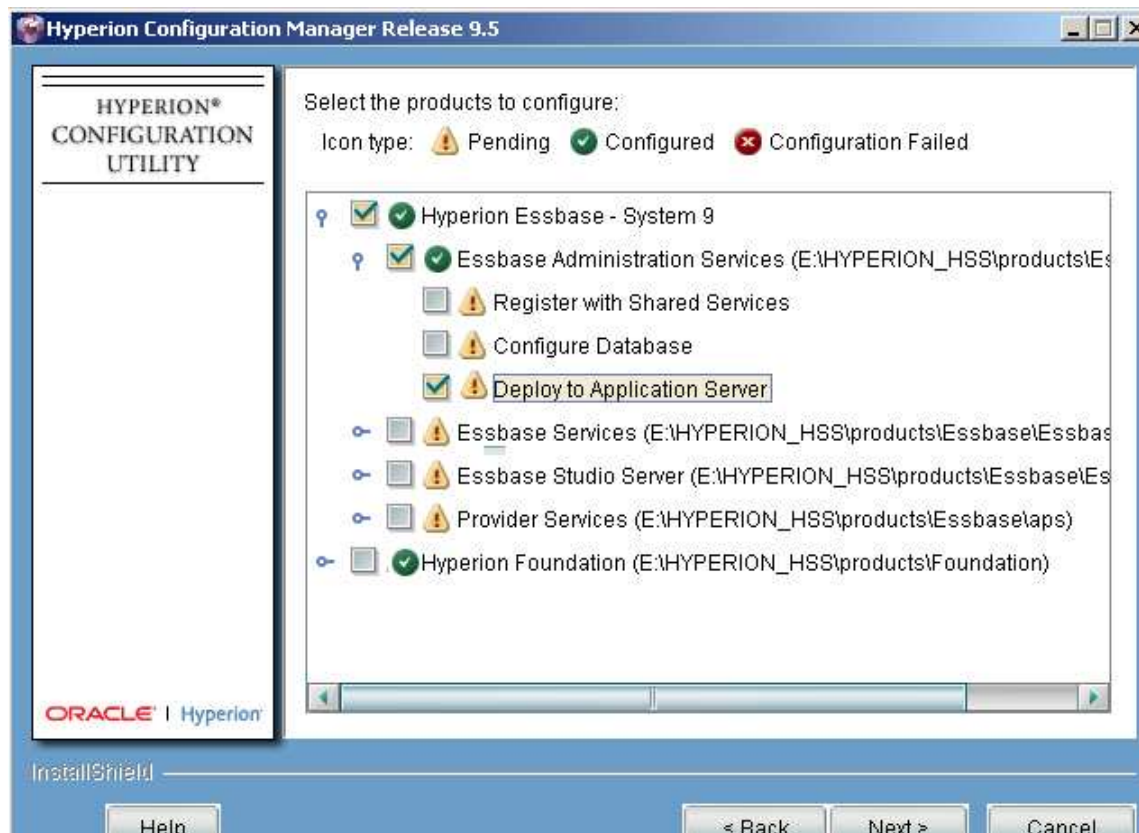 Hyperion Configuration Manager Release 9.5
HYPERION®
CONFIGURATION
UTILITY
Select the products to configure:
Icon type: Pending Configured Configuration Failed
Hyperion Essbase - System 9
Essbase Administration Services (E:\HYPERION_HSS\products\Es
Register with Shared Services
Configure Database
Deploy to Application Server
Essbase Services (E:\HYPERION_HSS\products\Essbase\Essbas
Essbase Studio Server (E:\HYPERION_HSS\products\Essbase\Es
Provider Services (E:\HYPERION_HSS\products\Essbase\aps)
Hyperion Foundation (E:\HYPERION_HSS\products\Foundation)
ORACLE® | Hyperion
InstallShield
Help < Back Next > Cancel